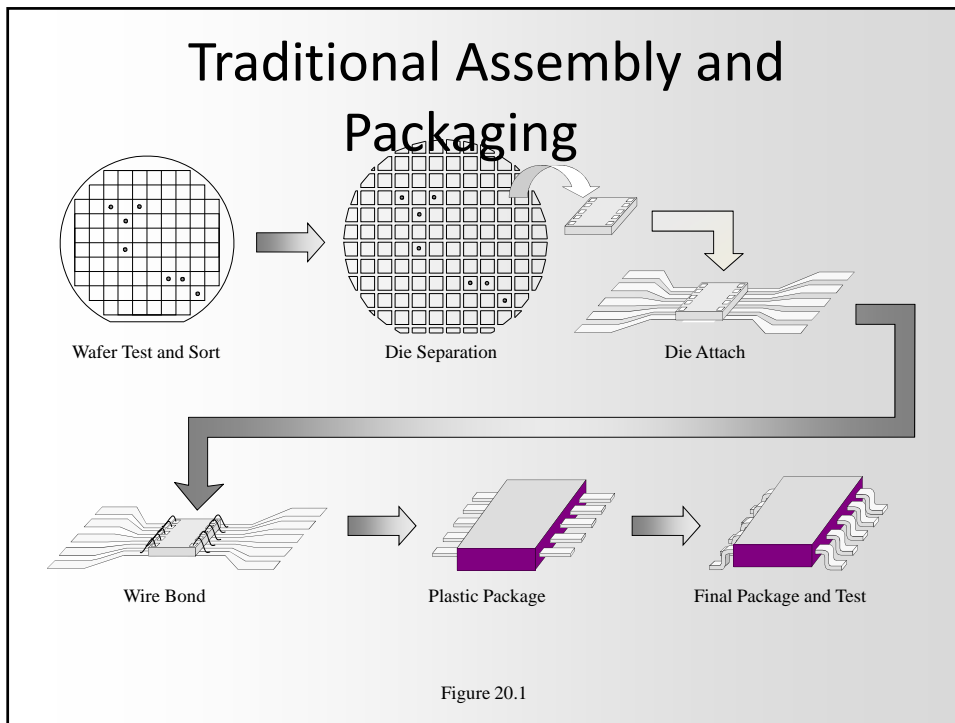 Traditional Assembly and
Packaging
Wafer Test and Sort
Die Separation
Die Attach
Wire Bond
Plastic Package
Final Package and Test
Figure 20.1